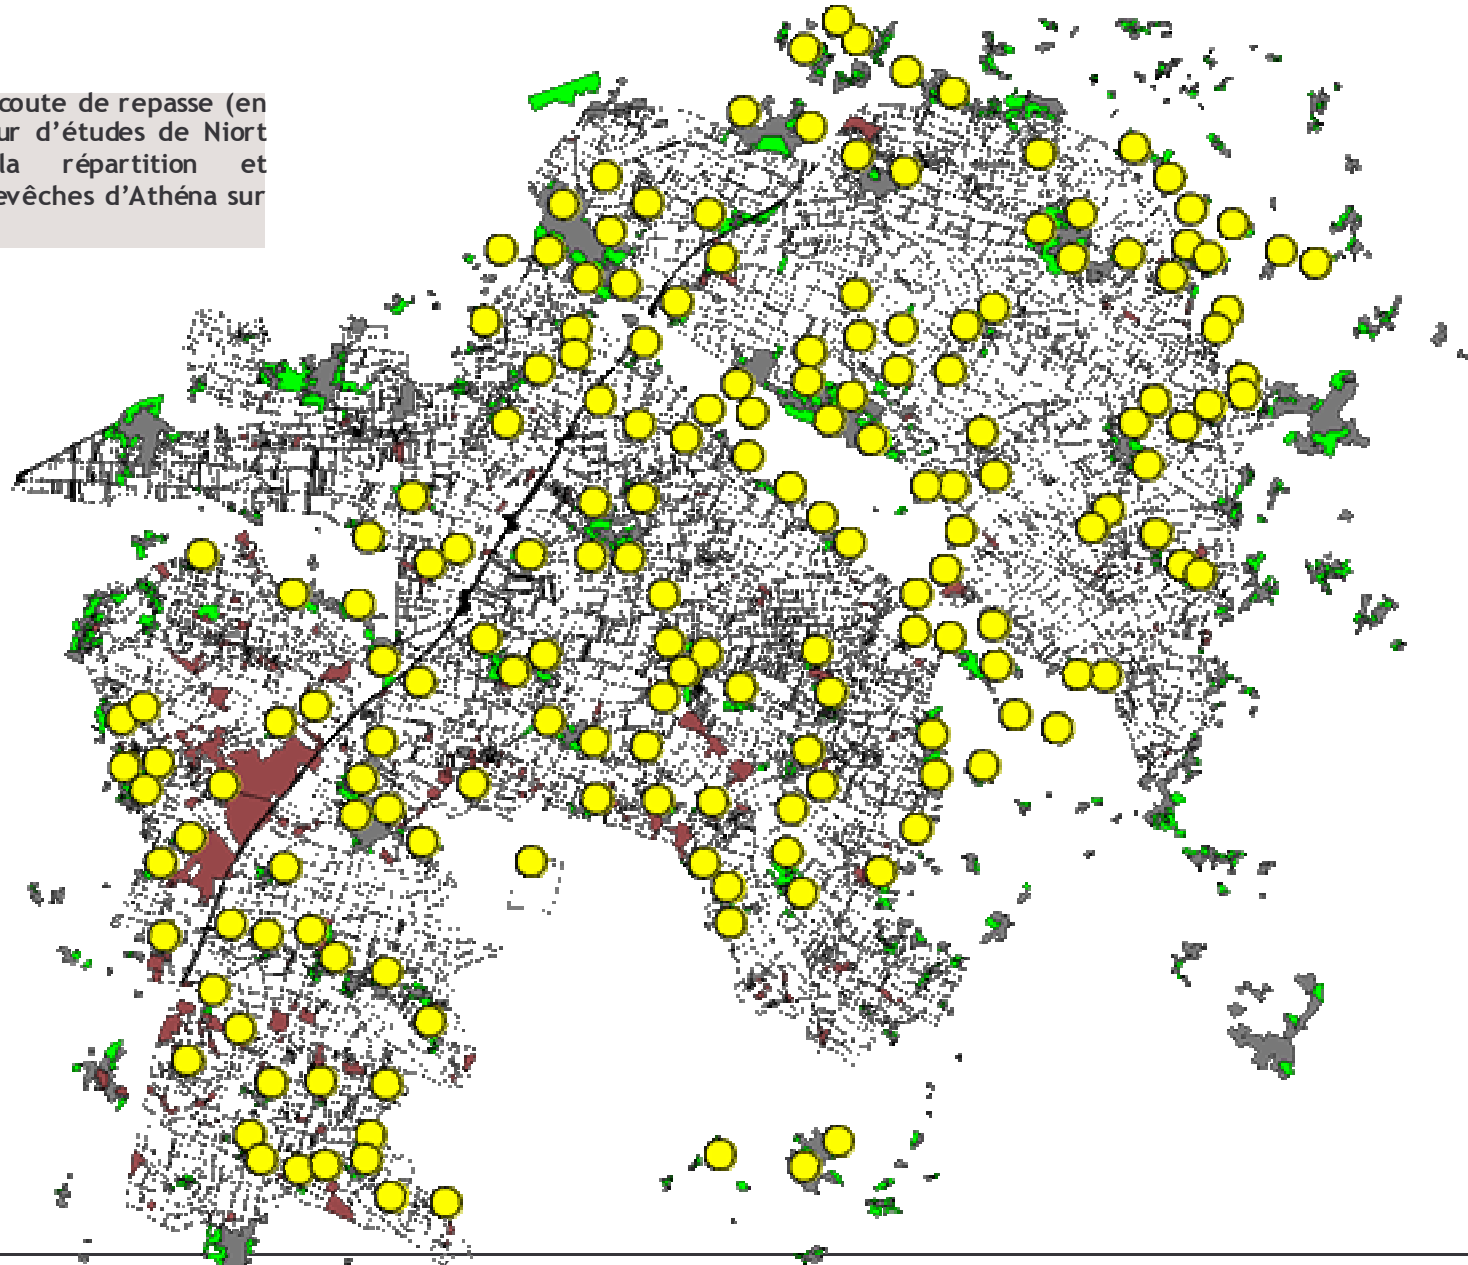 coute de repasse (en
ur d’études de Niort
la répartition et
evêches d’Athéna sur